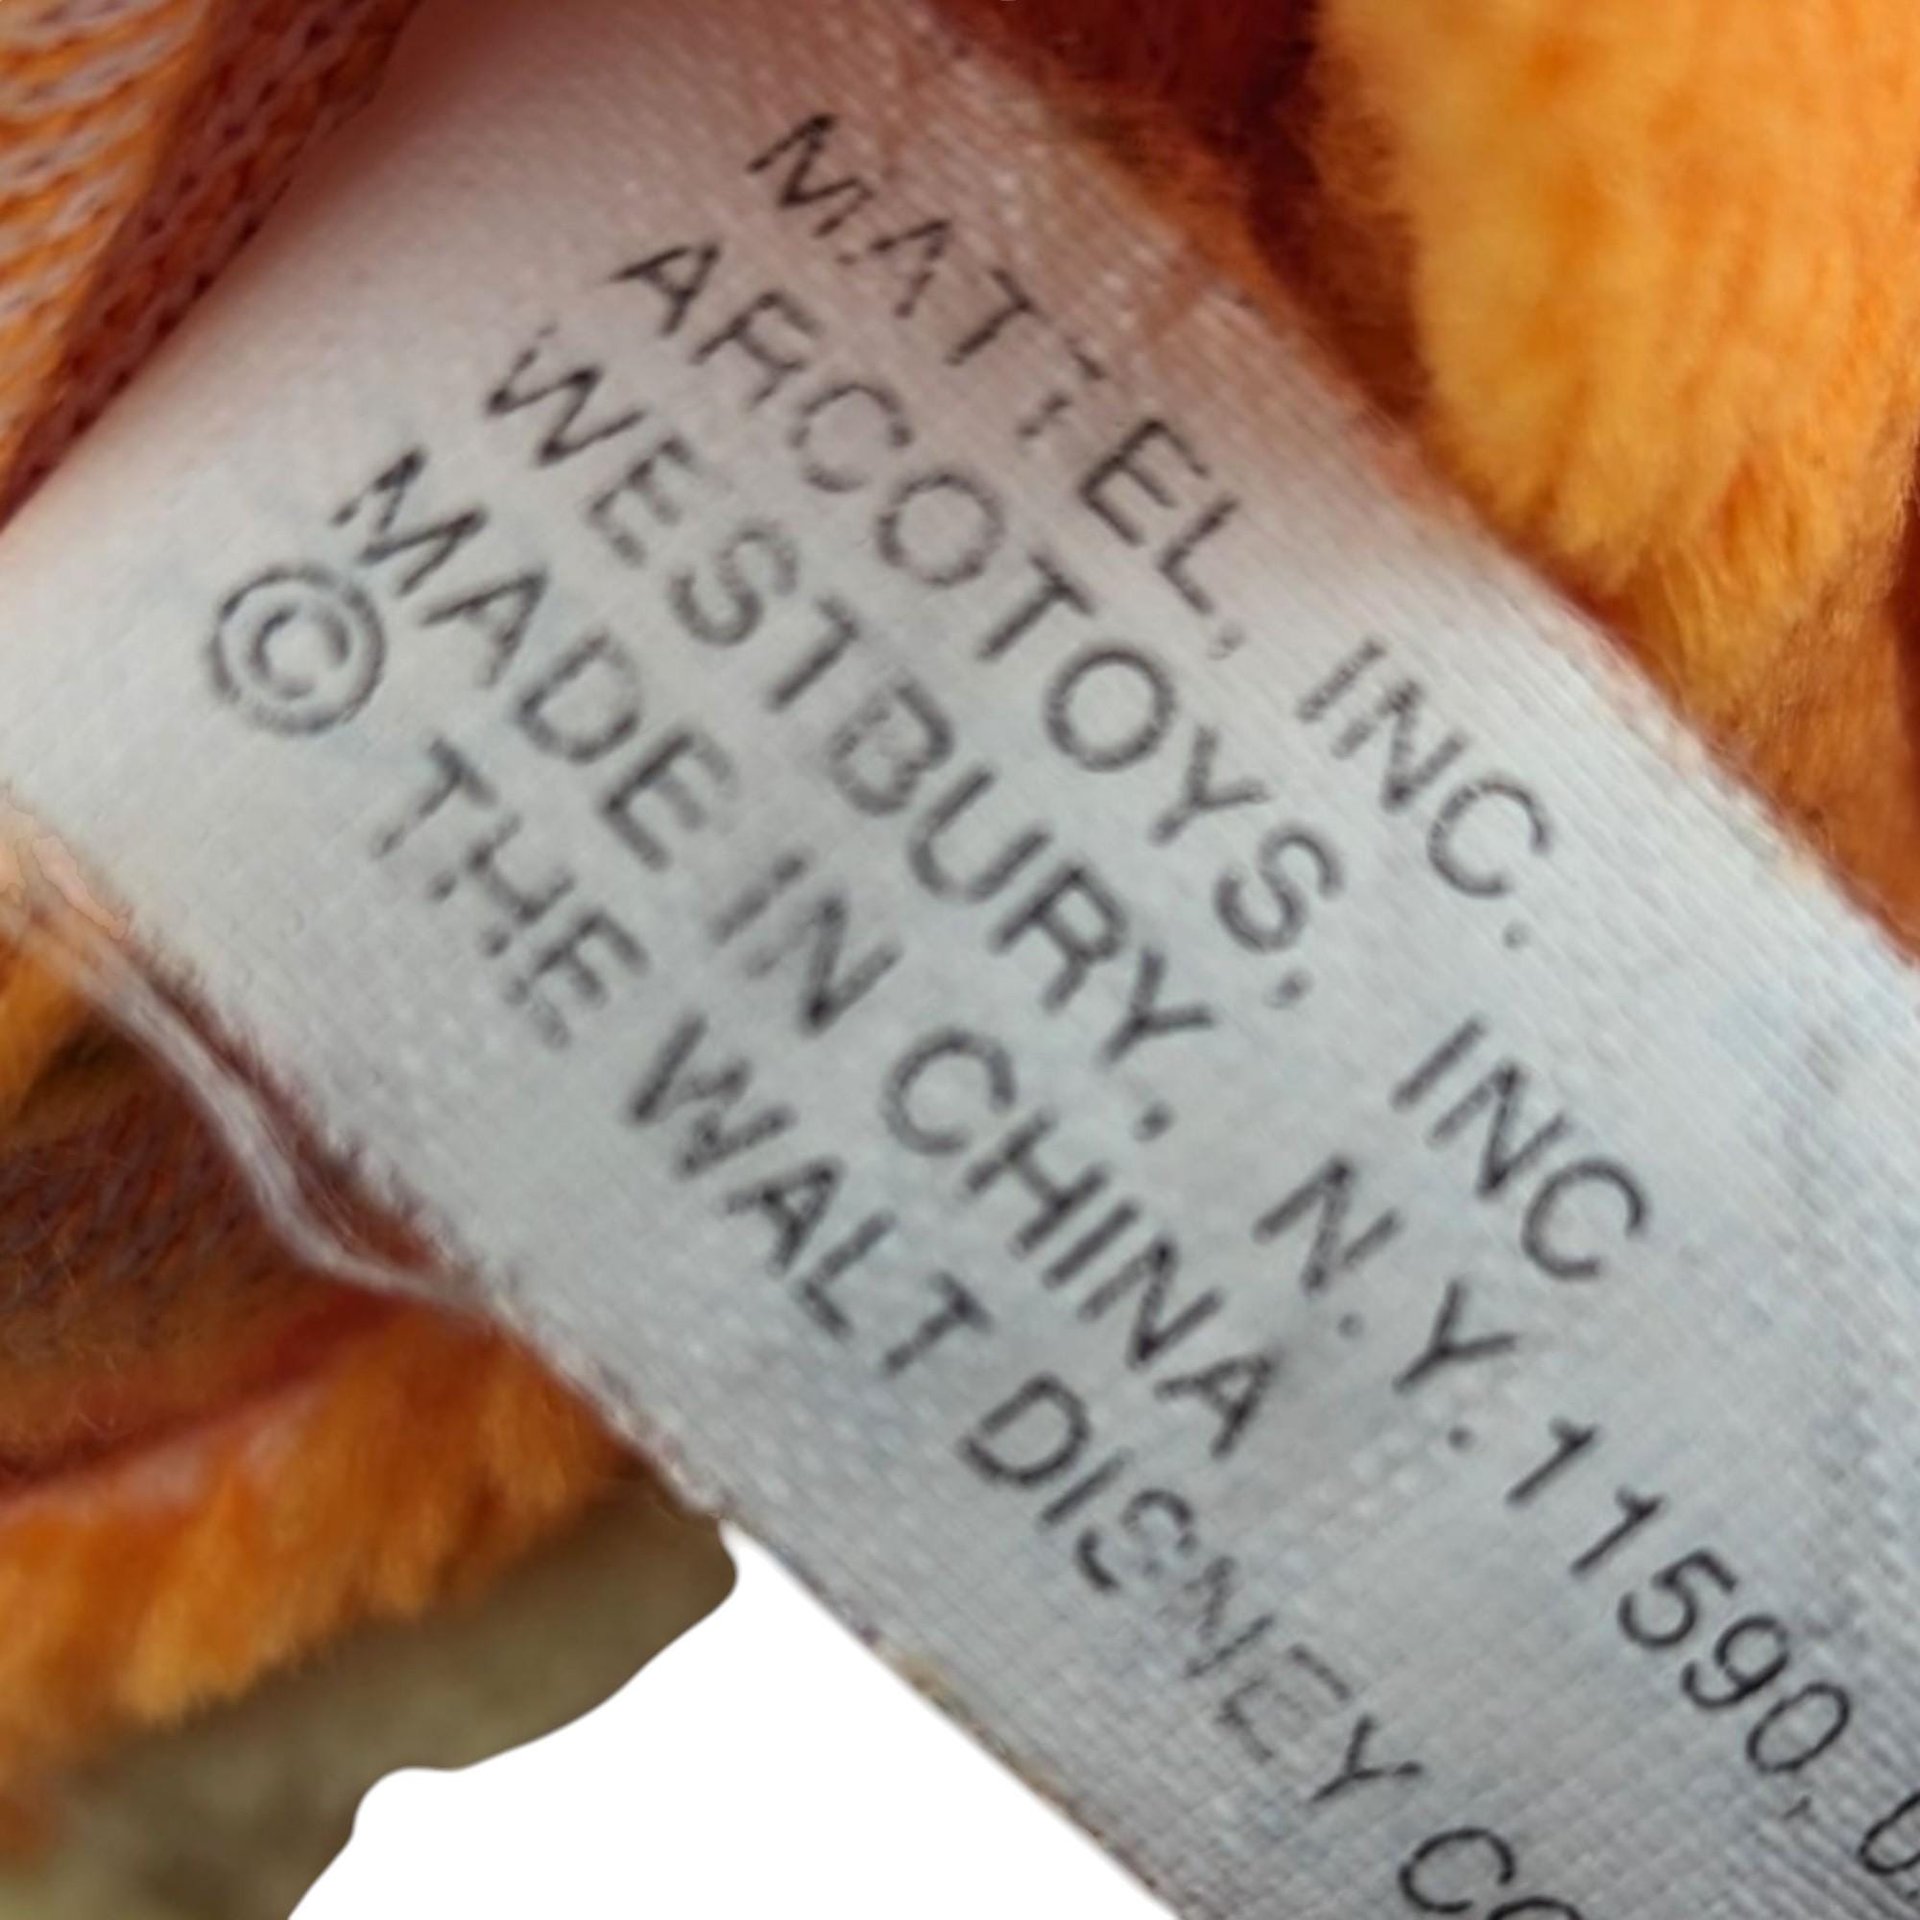 MATTEL, INC.
ARCOTOYS, INC
WESTBURY, N.Y. 11590,
MADE IN CHINA
© THE WALT DISNEY